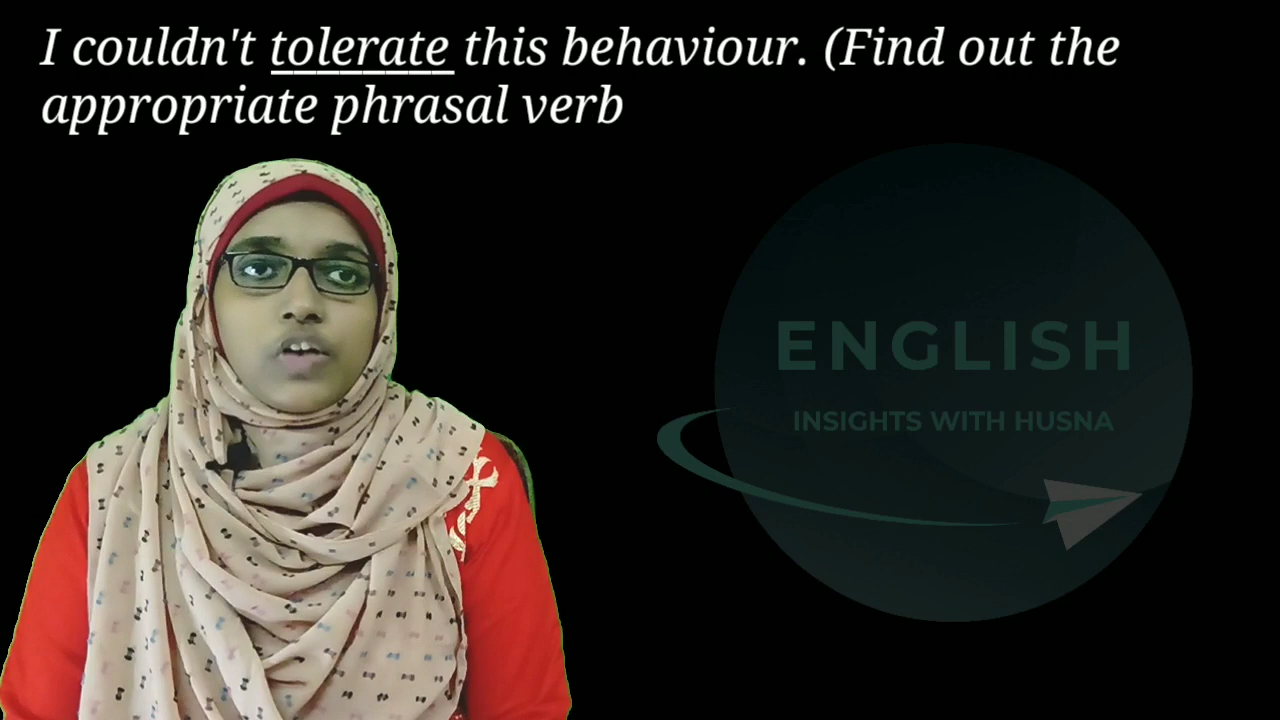 I couldn't tolerate this behaviour. (Find out the
appropriate phrasal verb
ENGLISH
INSIGHTS WITH HUSNA